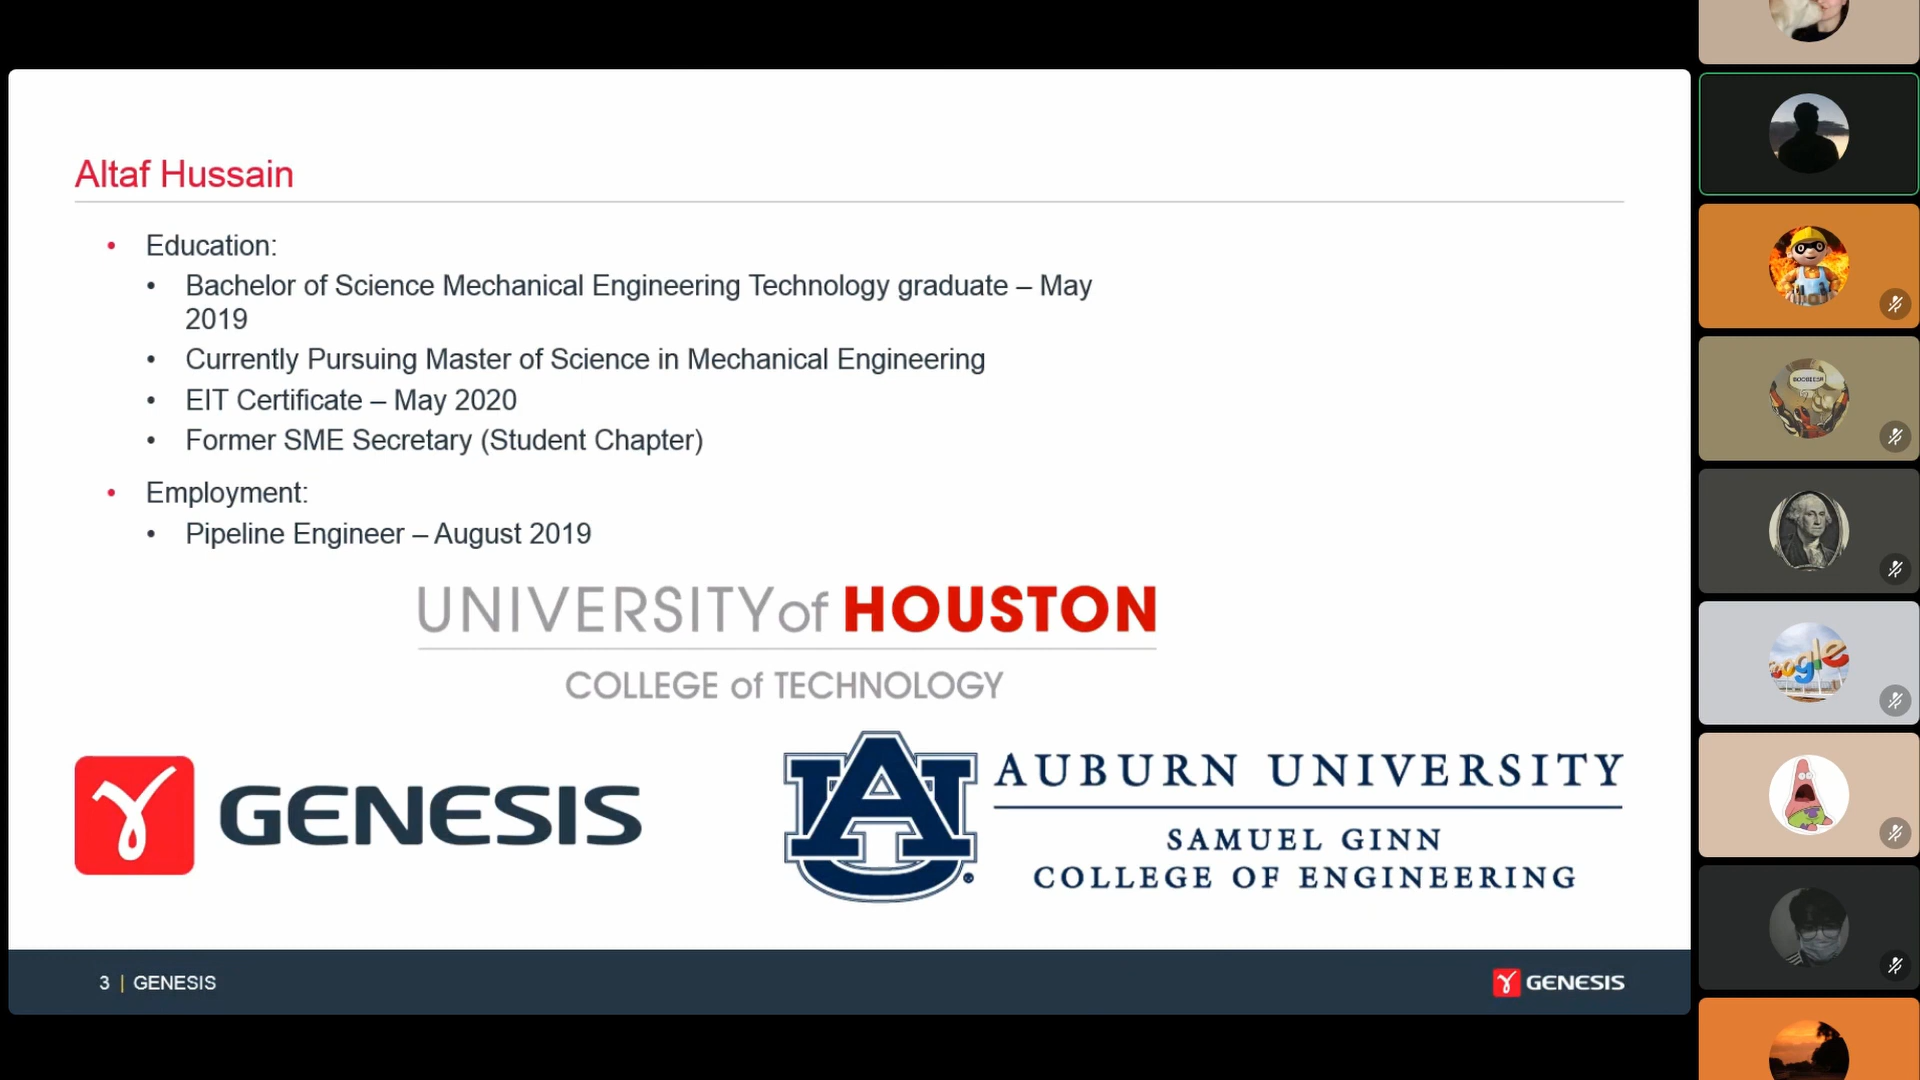 Altaf Hussain
• Education:
• Bachelor of Science Mechanical Engineering Technology graduate – May
2019
• Currently Pursuing Master of Science in Mechanical Engineering
• EIT Certificate – May 2020
• Former SME Secretary (Student Chapter)
• Employment:
• Pipeline Engineer – August 2019
UNIVERSITY of HOUSTON
COLLEGE of TECHNOLOGY
GENESIS
AU
AUBURN UNIVERSITY
SAMUEL GINN
COLLEGE OF ENGINEERING
3 | GENESIS
GENESIS